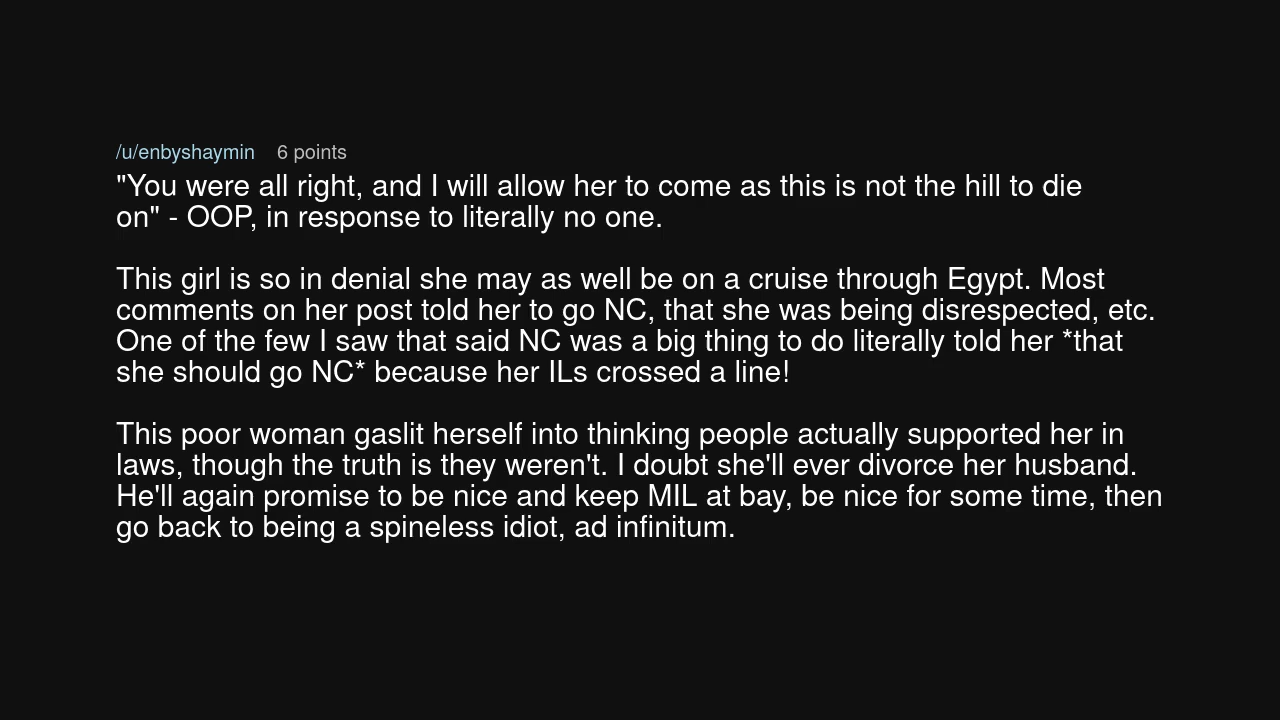 /u/enbyshaymin 6 points
"You were all right, and I will allow her to come as this is not the hill to die
on" - OOP, in response to literally no one.
This girl is so in denial she may as well be on a cruise through Egypt. Most
comments on her post told her to go NC, that she was being disrespected, etc.
One of the few I saw that said NC was a big thing to do literally told her *that
she should go NC* because her ILs crossed a line!
This poor woman gaslit herself into thinking people actually supported her in
laws, though the truth is they weren't. I doubt she'll ever divorce her husband.
He'll again promise to be nice and keep MIL at bay, be nice for some time, then
go back to being a spineless idiot, ad infinitum.